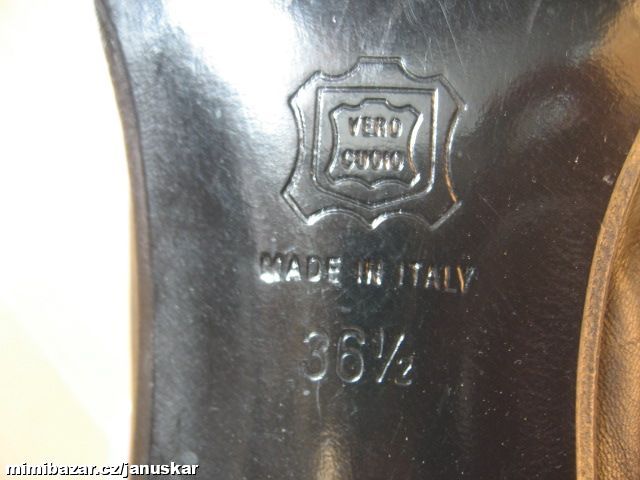 VERO
CUOIO
MADE IN ITALY
36½
mimibazar.cz/januskar